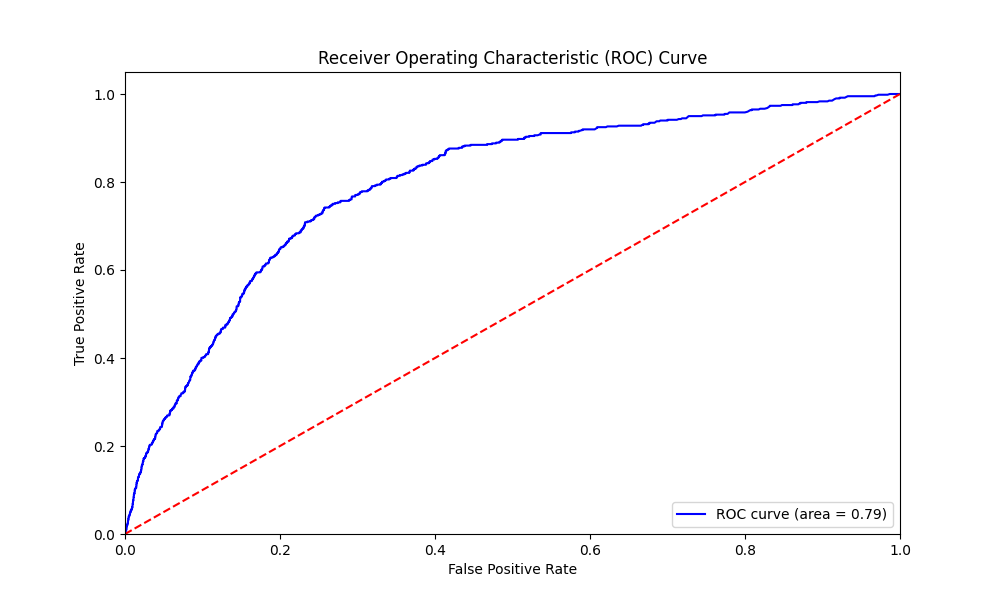 Receiver Operating Characteristic (ROC) Curve
1.0
0.8
0.6
0.4
0.2
0.0
True Positive Rate
ROC curve (area = 0.79)
0.0 0.2 0.4 0.6 0.8 1.0
False Positive Rate